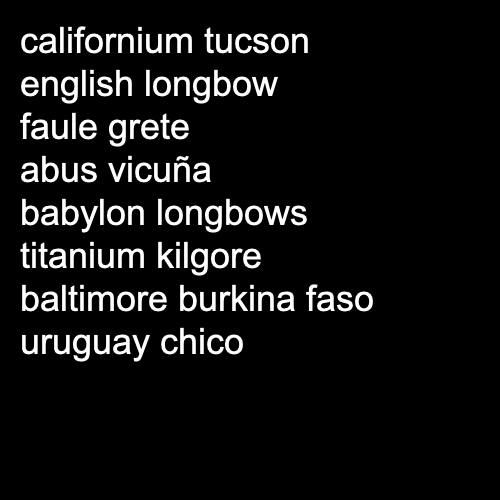 californium tucson
english longbow
faule grete
abus vicuña
babylon longbows
titanium kilgore
baltimore burkina faso
uruguay chico